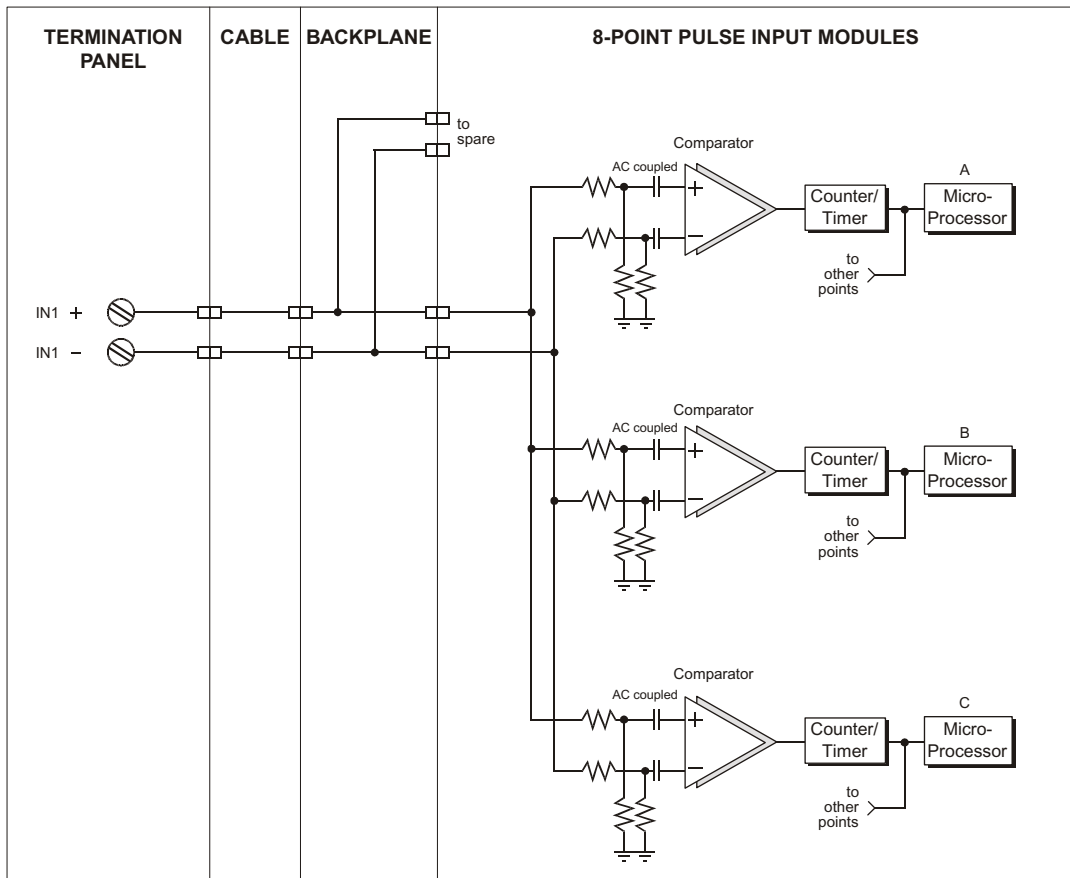 TERMINATION
PANEL
CABLE
BACKPLANE
8-POINT PULSE INPUT MODULES
to
spare
Comparator
AC coupled
+
−
Counter/
Timer
A
Micro-
Processor
to
other
points
IN1 +
IN1 −
Comparator
AC coupled
+
−
Counter/
Timer
B
Micro-
Processor
to
other
points
Comparator
AC coupled
+
−
Counter/
Timer
C
Micro-
Processor
to
other
points